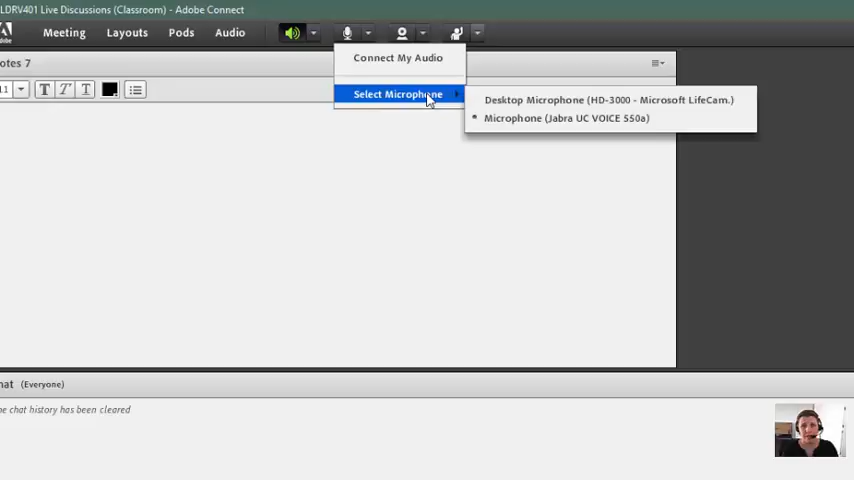 LDRV401 Live Discussions (Classroom) - Adobe Connect
Adobe
Meeting Layouts Pods Audio
Connect My Audio
otes 7
11 T T T
Select Microphone
Desktop Microphone (HD-3000 - Microsoft LifeCam.)
Microphone (Jabra UC VOICE 550a)
hat (Everyone)
he chat history has been cleared